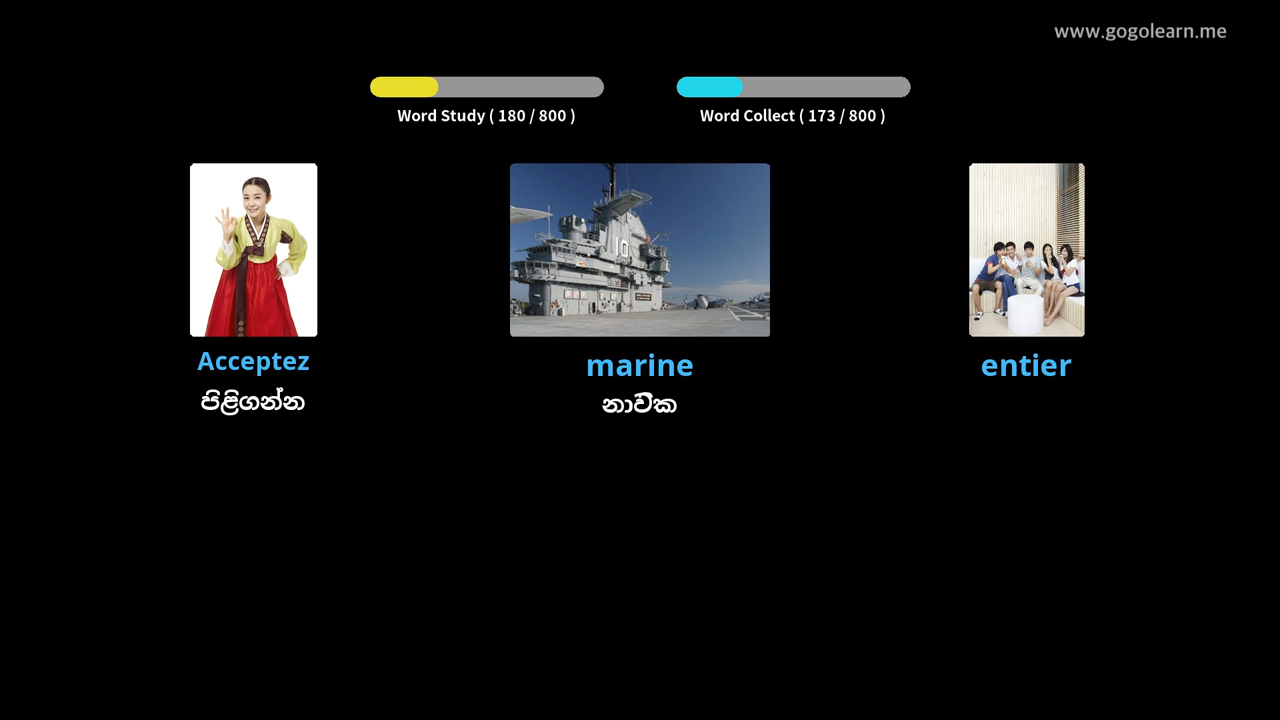 www.gogolearn.me
Word Study ( 180 / 800 )
Word Collect ( 173 / 800 )
Acceptez
පිළිගන්න
marine
නාවික
entier